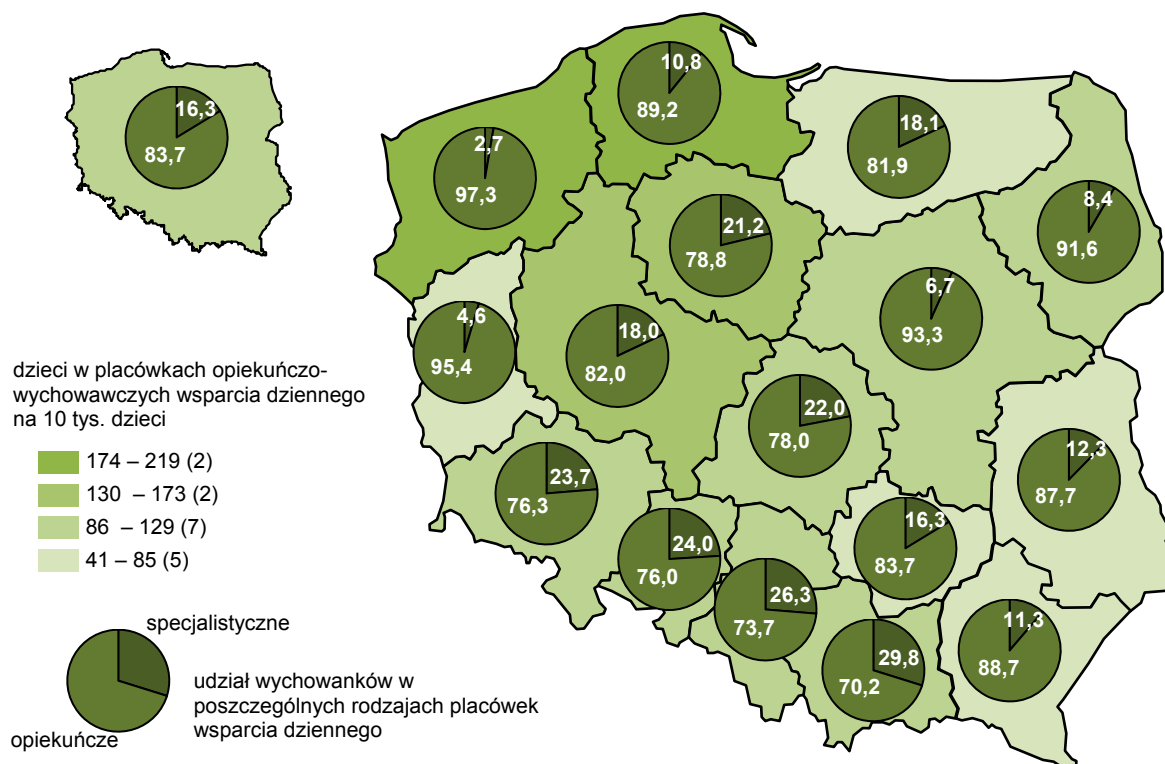 16,3
83,7
10,8
89,2
2,7
97,3
18,1
81,9
8,4
91,6
21,2
78,8
6,7
93,3
4,6
95,4
18,0
82,0
22,0
78,0
12,3
87,7
23,7
76,3
16,3
83,7
24,0
76,0
26,3
73,7
29,8
70,2
11,3
88,7
dzieci w placówkach opiekuńczo-
wychowawczych wsparcia dziennego
na 10 tys. dzieci
174 – 219 (2)
130 – 173 (2)
86 – 129 (7)
41 – 85 (5)
specjalistyczne
opiekuńcze
udział wychowanków w
poszczególnych rodzajach placówek
wsparcia dziennego